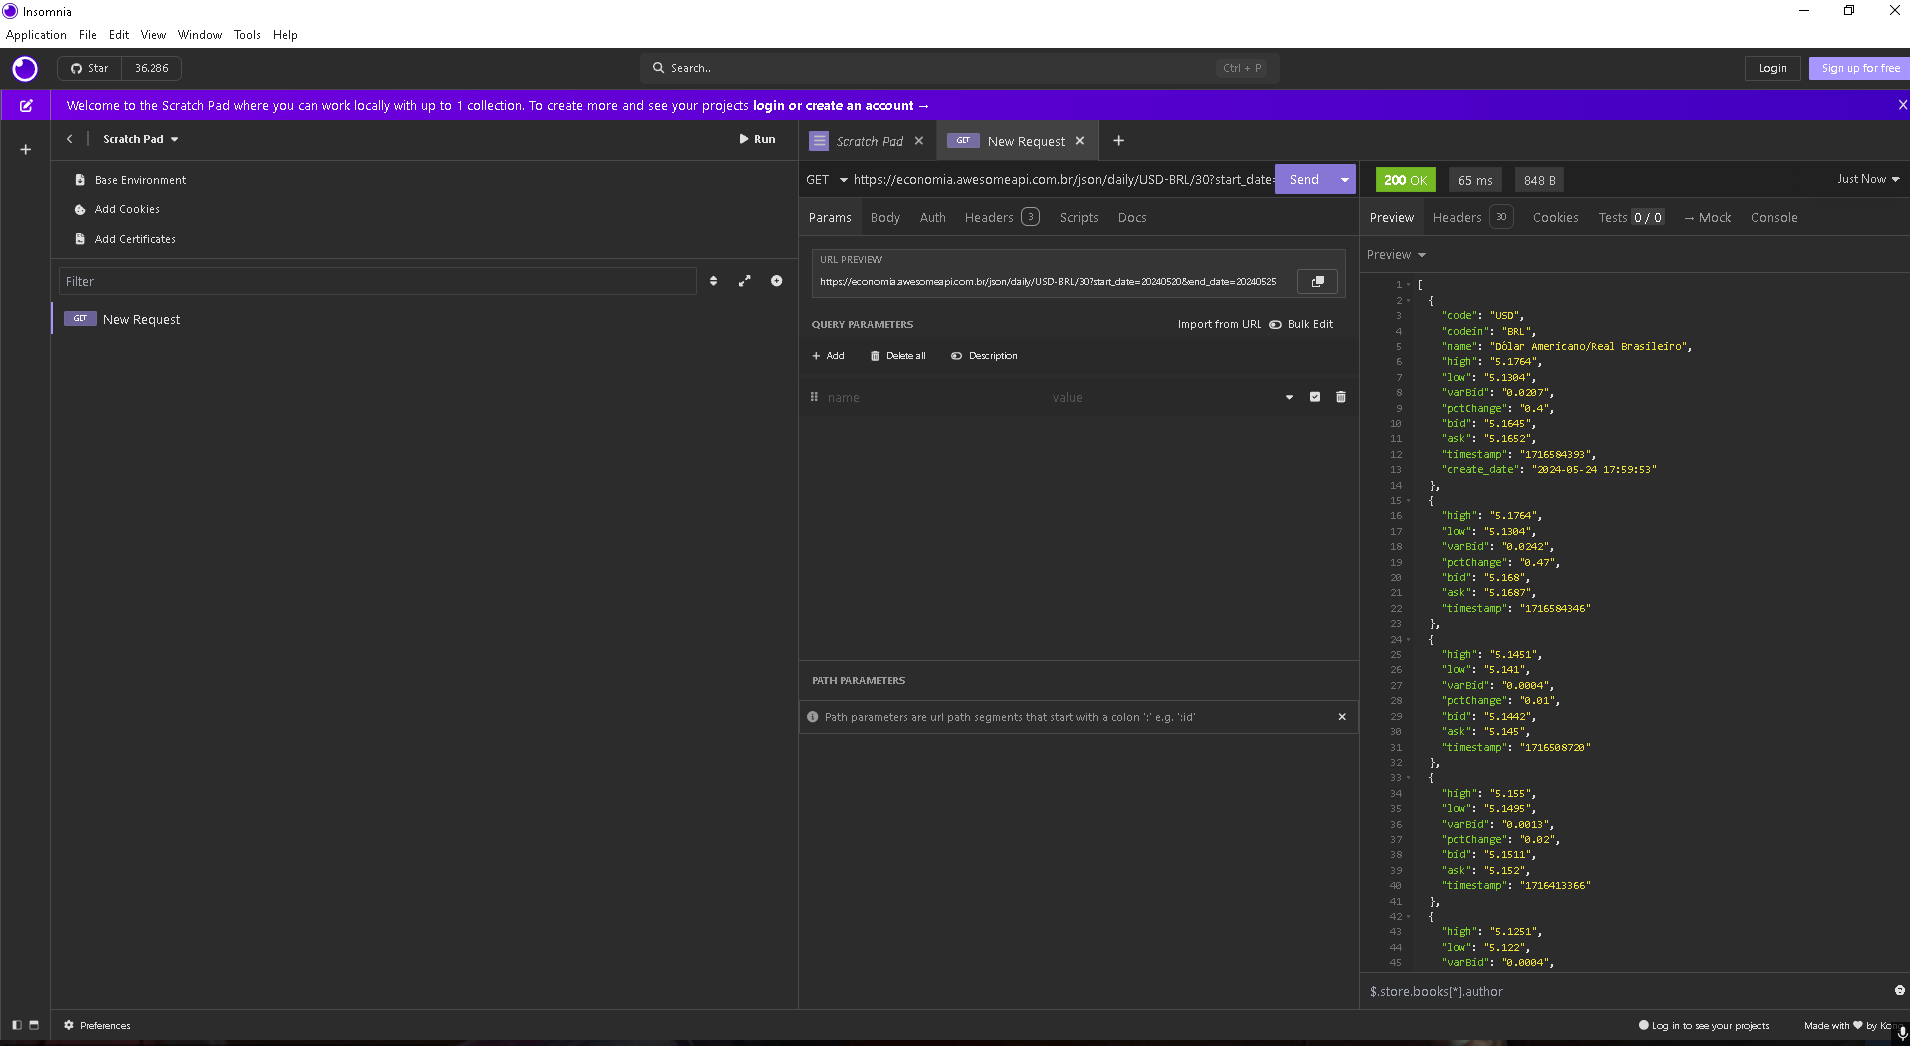 Insomnia
Application File Edit View Window Tools Help
Star 36.286
Search..
Ctrl + P
Login
Sign up for free
Welcome to the Scratch Pad where you can work locally with up to 1 collection. To create more and see your projects login or create an account →
Scratch Pad
Run
Base Environment
Add Cookies
Add Certificates
Filter
GET New Request
Scratch Pad
GET New Request
GET https://economia.awesomeapi.com.br/json/daily/USD-BRL/30?start_date=
Send
Params Body Auth Headers 3 Scripts Docs
URL PREVIEW
https://economia.awesomeapi.com.br/json/daily/USD-BRL/30?start_date=20240520&end_date=20240525
QUERY PARAMETERS
Import from URL Bulk Edit
Add Delete all Description
name value
PATH PARAMETERS
Path parameters are url path segments that start with a colon ':' e.g. ':id'
200 OK 65 ms 848 B
Just Now
Preview Headers 30 Cookies Tests 0 / 0 → Mock Console
Preview
1 [
2 {
3 "code": "USD",
4 "codein": "BRL",
5 "name": "Dólar Americano/Real Brasileiro",
6 "high": "5.1764",
7 "low": "5.1304",
8 "varBid": "0.0207",
9 "pctChange": "0.4",
10 "bid": "5.1645",
11 "ask": "5.1652",
12 "timestamp": "1716584393",
13 "create_date": "2024-05-24 17:59:53"
14 },
15 {
16 "high": "5.1764",
17 "low": "5.1304",
18 "varBid": "0.0242",
19 "pctChange": "0.47",
20 "bid": "5.168",
21 "ask": "5.1687",
22 "timestamp": "1716584346"
23 },
24 {
25 "high": "5.1451",
26 "low": "5.141",
27 "varBid": "0.0004",
28 "pctChange": "0.01",
29 "bid": "5.1442",
30 "ask": "5.145",
31 "timestamp": "1716508720"
32 },
33 {
34 "high": "5.155",
35 "low": "5.1495",
36 "varBid": "0.0013",
37 "pctChange": "0.02",
38 "bid": "5.1511",
39 "ask": "5.152",
40 "timestamp": "1716413366"
41 },
42 {
43 "high": "5.1251",
44 "low": "5.122",
45 "varBid": "0.0004",
$.store.books[*].author
Preferences
Log in to see your projects
Made with ♥ by